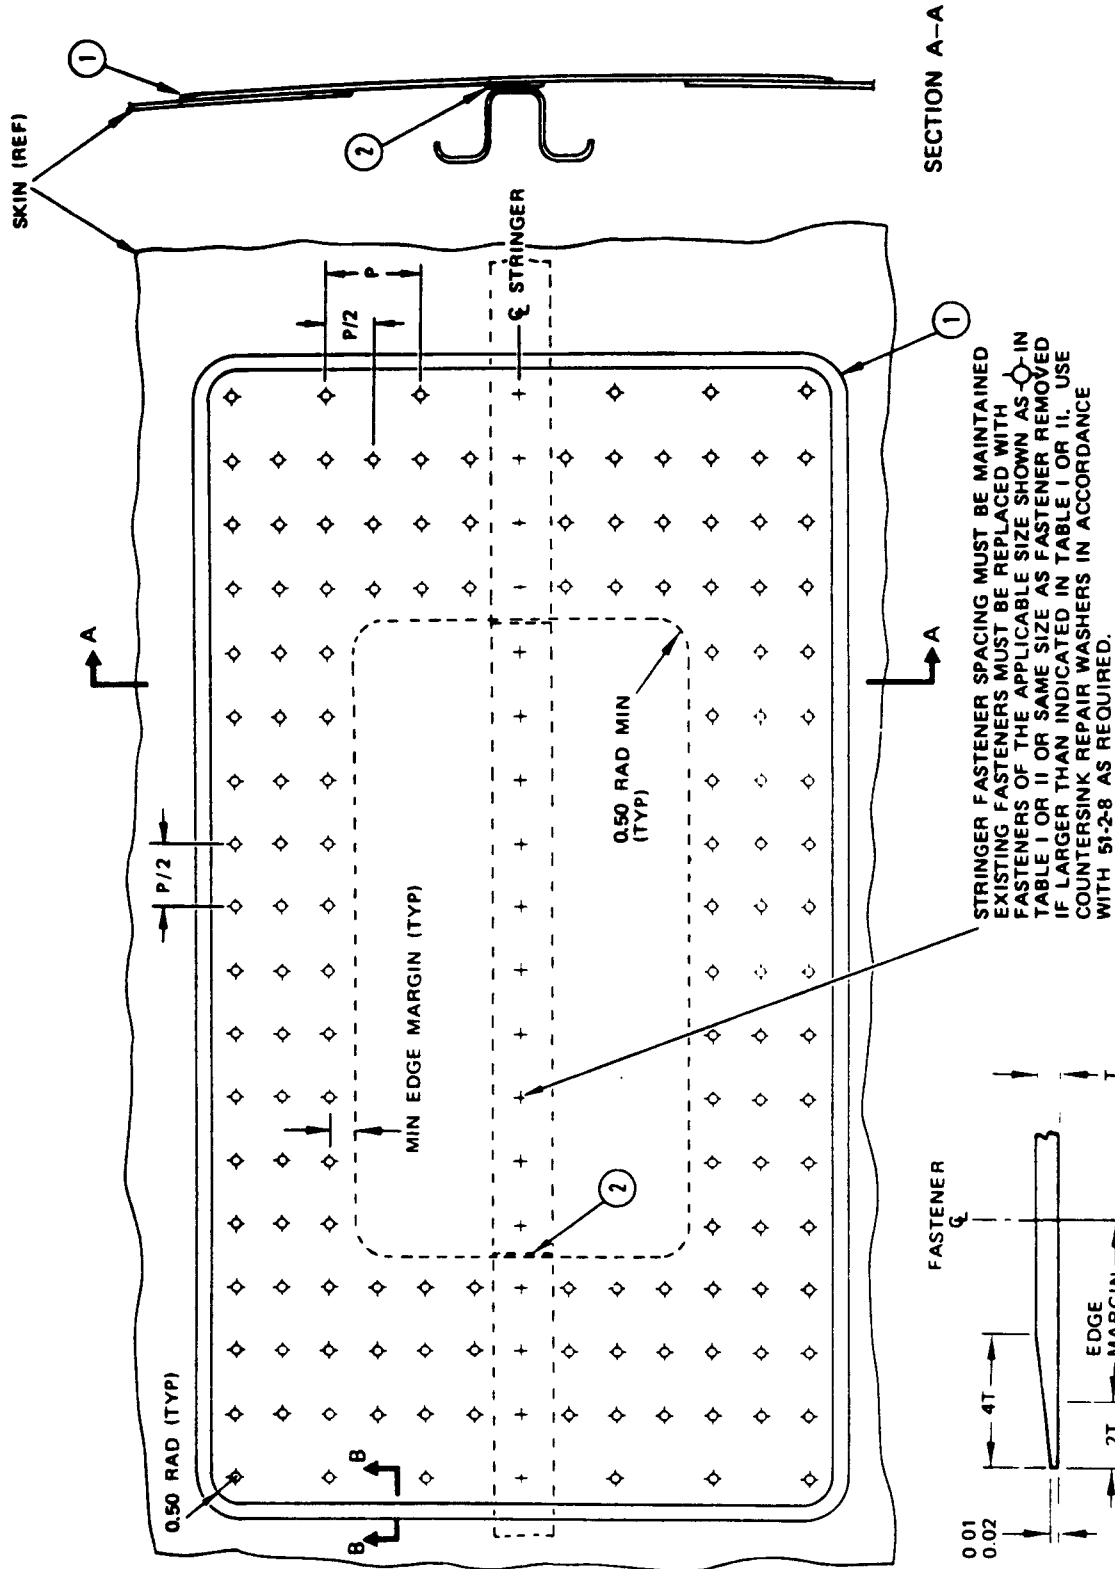 SKIN (REF)
1
2
SECTION A-A
P
P/2
℄ STRINGER
1
A
A
P/2
MIN EDGE MARGIN (TYP)
0.50 RAD MIN
(TYP)
2
0.50 RAD (TYP)
B
B
STRINGER FASTENER SPACING MUST BE MAINTAINED
EXISTING FASTENERS MUST BE REPLACED WITH
FASTENERS OF THE APPLICABLE SIZE SHOWN AS IN
TABLE I OR II OR SAME SIZE AS FASTENER REMOVED
IF LARGER THAN INDICATED IN TABLE I OR II. USE
COUNTERSINK REPAIR WASHERS IN ACCORDANCE
WITH 51-2-8 AS REQUIRED.
FASTENER
℄
4T
EDGE
MARGIN
2T
T
0.01
0.02